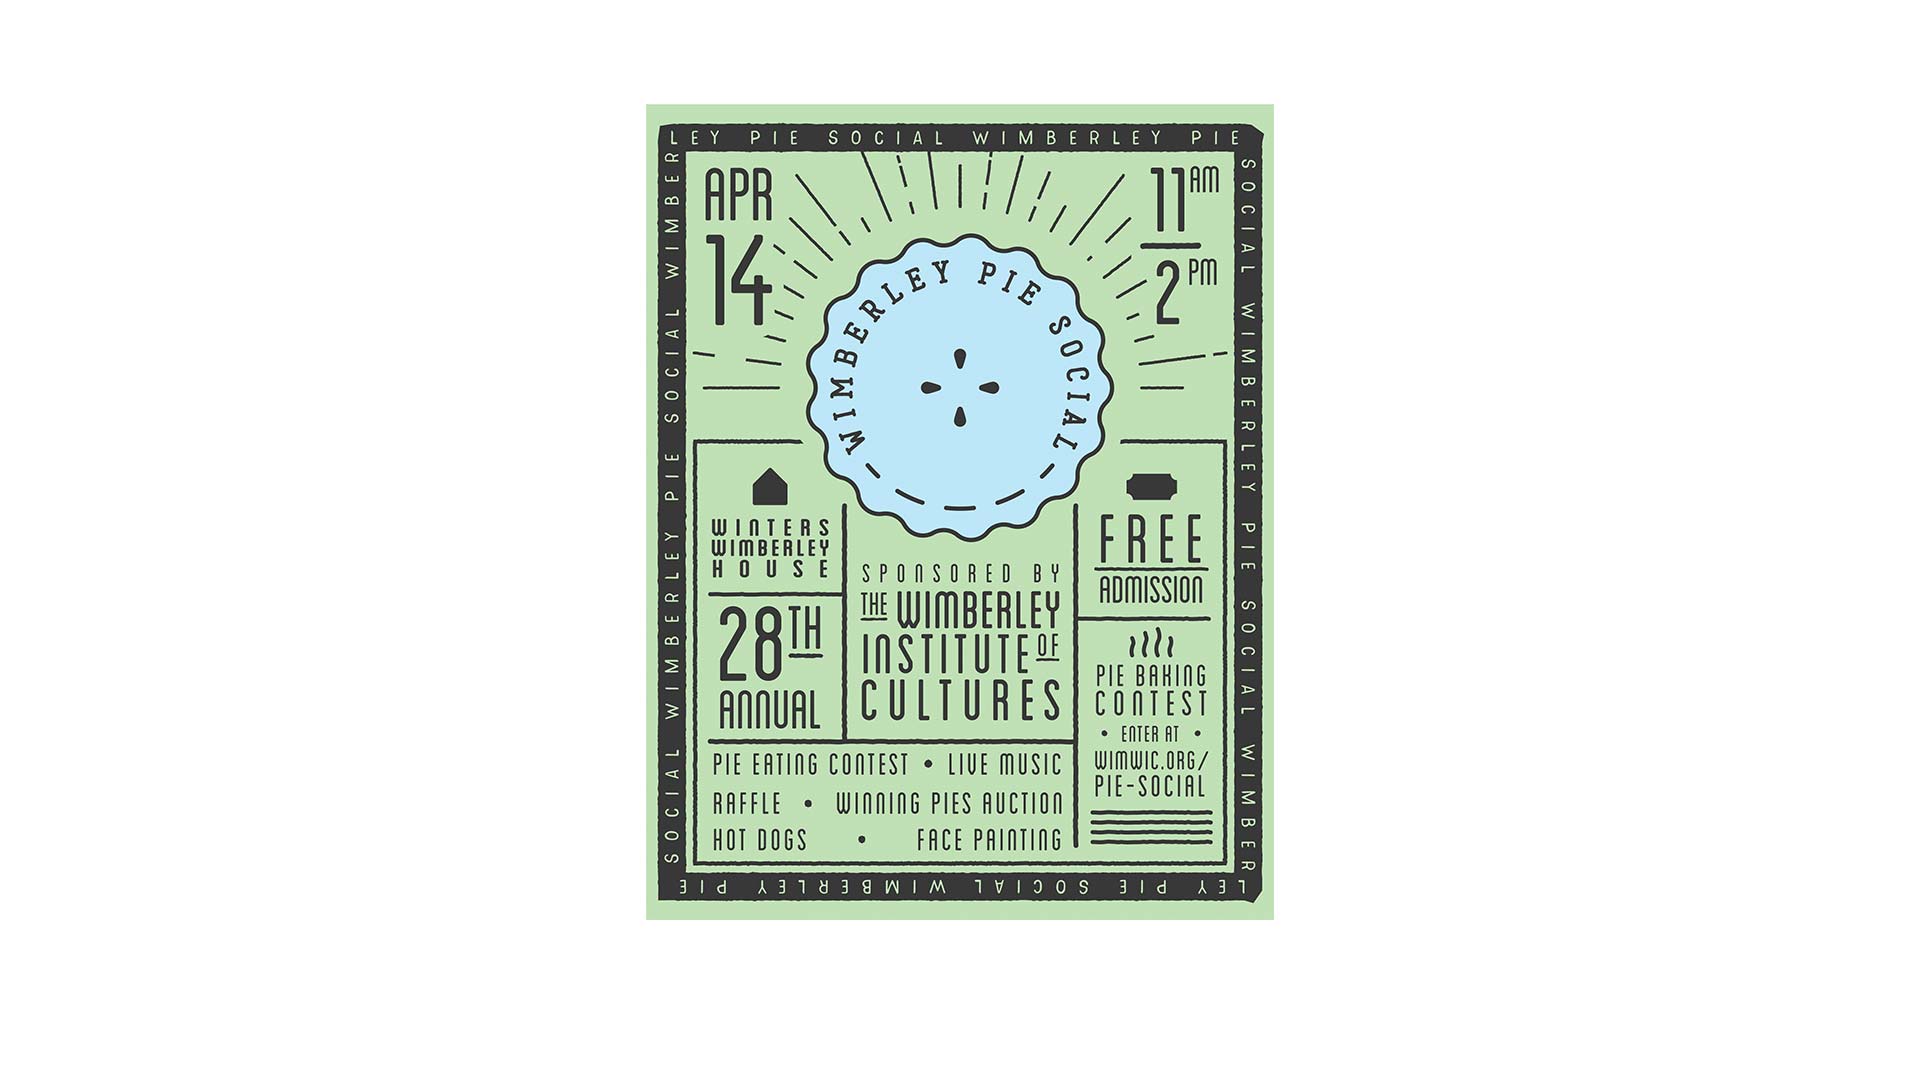 LEY PIE SOCIAL WIMBERLEY PIE
SOCIAL WIMBERLEY PIE SOCIAL WIMBER
LEY PIE SOCIAL WIMBERLEY PIE
SOCIAL WIMBERLEY PIE SOCIAL WIMBER
APR
14
11AM
2PM
WIMBERLEY PIE SOCIAL
WINTERS
WIMBERLEY
HOUSE
28TH
ANNUAL
SPONSORED BY
THE WIMBERLEY
INSTITUTE OF
CULTURES
FREE
ADMISSION
PIE BAKING
CONTEST
• ENTER AT •
WIMWIC.ORG/
PIE-SOCIAL
PIE EATING CONTEST • LIVE MUSIC
RAFFLE • WINNING PIES AUCTION
HOT DOGS • FACE PAINTING